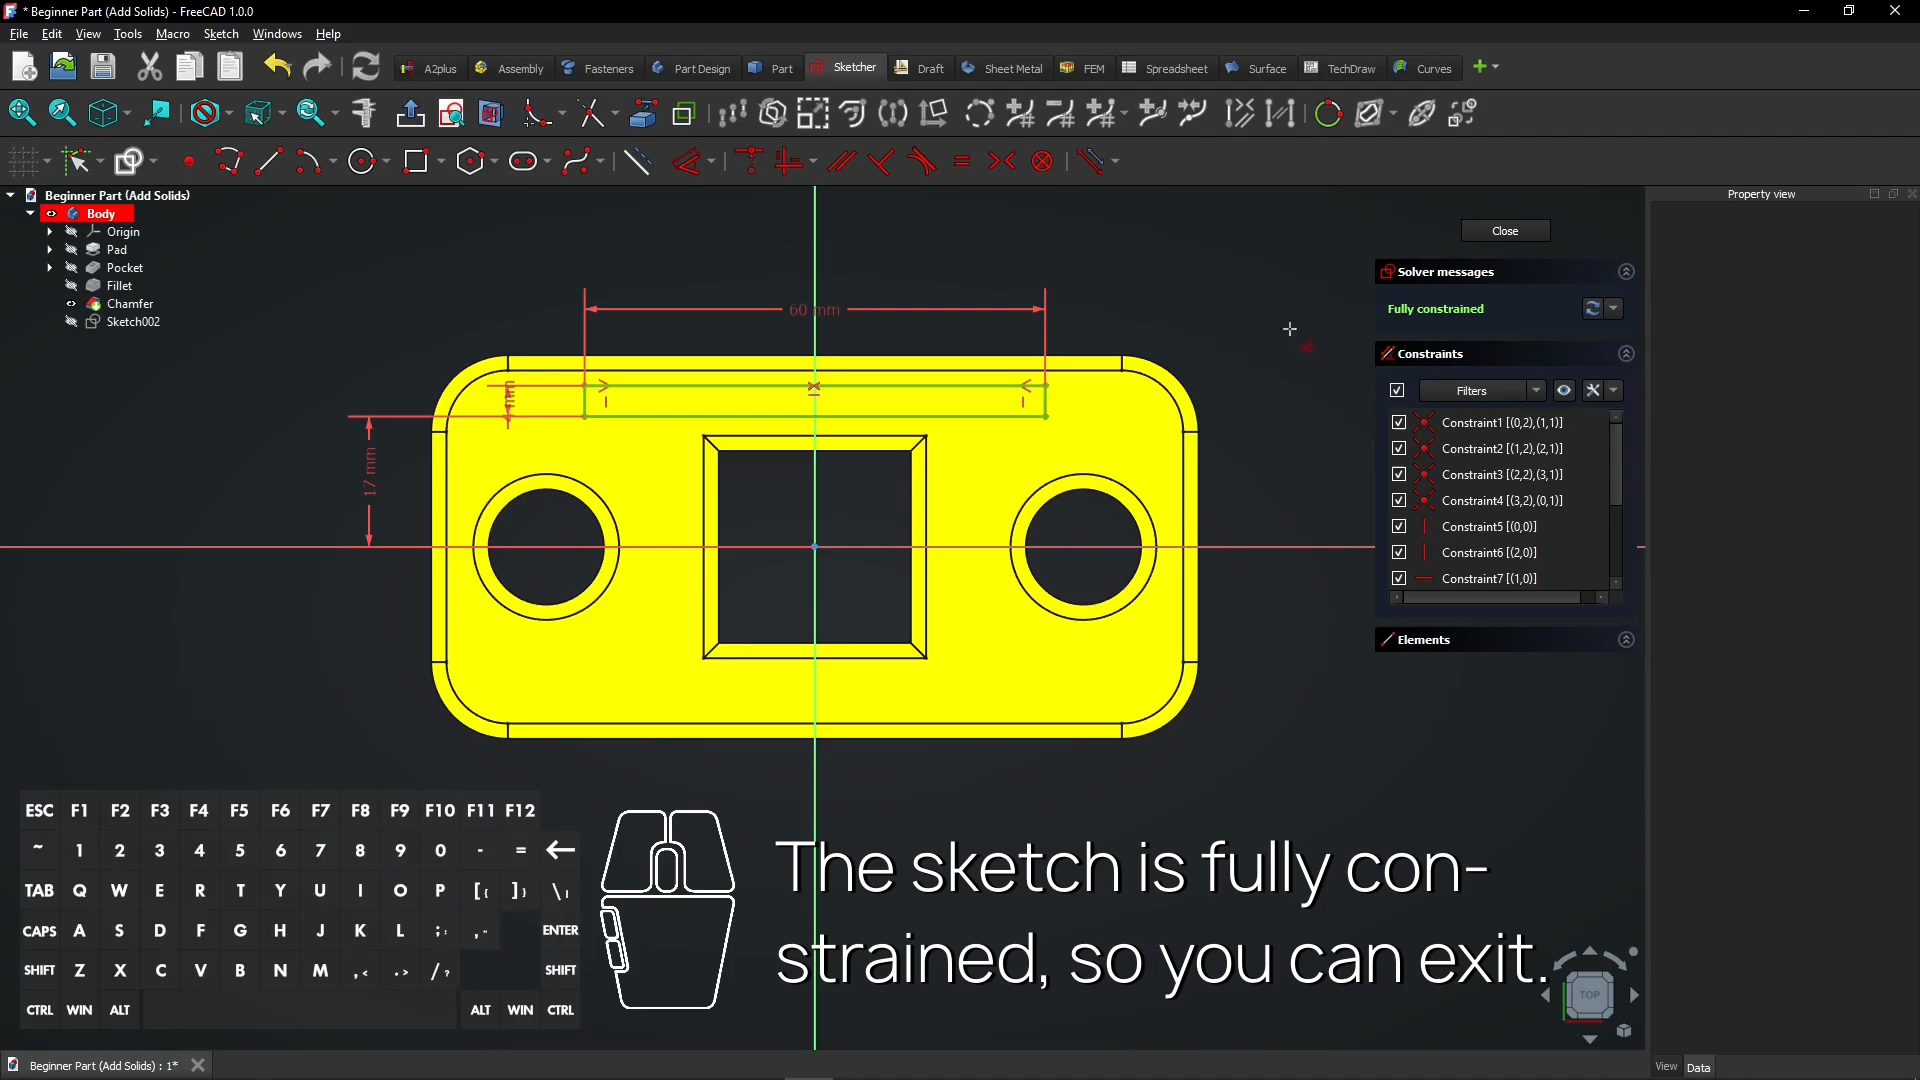 * Beginner Part (Add Solids) - FreeCAD 1.0.0
File Edit View Tools Macro Sketch Windows Help
A2plus Assembly Fasteners Part Design Part Sketcher Draft Sheet Metal FEM Spreadsheet Surface TechDraw Curves
Beginner Part (Add Solids)
Body
Origin
Pad
Pocket
Fillet
Chamfer
Sketch002
60 mm
mm
17 mm
Property view
Close
Solver messages
Fully constrained
Constraints
Filters
Constraint1 [(0,2),(1,1)]
Constraint2 [(1,2),(2,1)]
Constraint3 [(2,2),(3,1)]
Constraint4 [(3,2),(0,1)]
Constraint5 [(0,0)]
Constraint6 [(2,0)]
Constraint7 [(1,0)]
Elements
ESC F1 F2 F3 F4 F5 F6 F7 F8 F9 F10 F11 F12
~ 1 2 3 4 5 6 7 8 9 0 - = ←
TAB Q W E R T Y U I O P [{ ]} \|
CAPS A S D F G H J K L ;: ," ENTER
SHIFT Z X C V B N M ,< .> /? SHIFT
CTRL WIN ALT ALT WIN CTRL
The sketch is fully con-
strained, so you can exit.
TOP
Beginner Part (Add Solids) : 1*
View Data